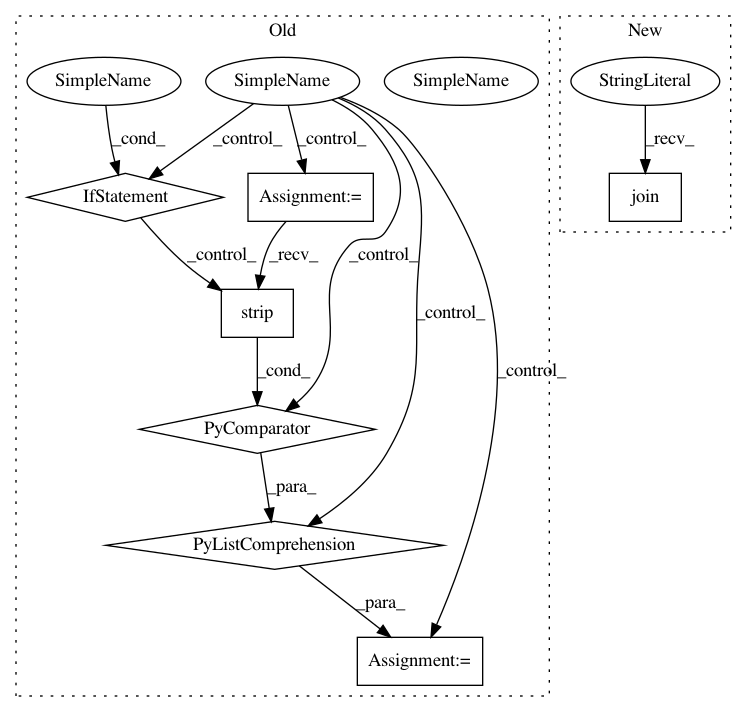 Old
New
SimpleName
SimpleName
SimpleName
StringLiteral
_cond_
_control_
_control_
_recv_
IfStatement
Assignment:=
join
_control_
_recv_
_control_
strip
_control_
_cond_
_control_
PyComparator
_para_
PyListComprehension
_para_
Assignment:=